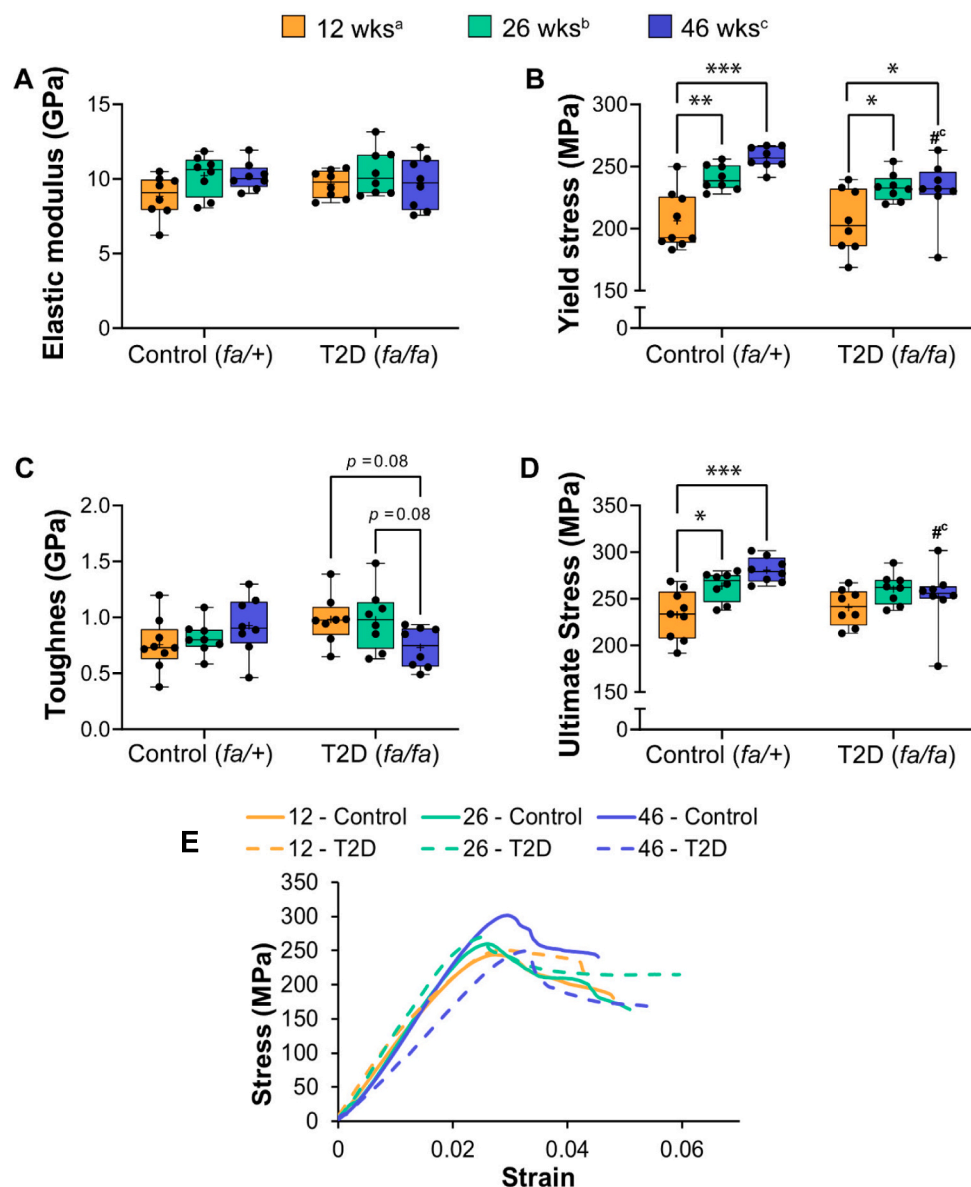 12 wksᵃ 26 wksᵇ 46 wksᶜ
A
Elastic modulus (GPa)
15
10
5
0
Control (fa/+) T2D (fa/fa)
B
Yield stress (MPa)
300
250
200
150
0
***
**
*
*
#ᶜ
Control (fa/+) T2D (fa/fa)
C
Toughnes (GPa)
2.0
1.5
1.0
0.5
0.0
p =0.08
p =0.08
Control (fa/+) T2D (fa/fa)
D
Ultimate Stress (MPa)
350
300
250
200
150
0
***
*
#ᶜ
Control (fa/+) T2D (fa/fa)
E
12 - Control 26 - Control 46 - Control
12 - T2D 26 - T2D 46 - T2D
Stress (MPa)
350
300
250
200
150
100
50
0
0 0.02 0.04 0.06
Strain